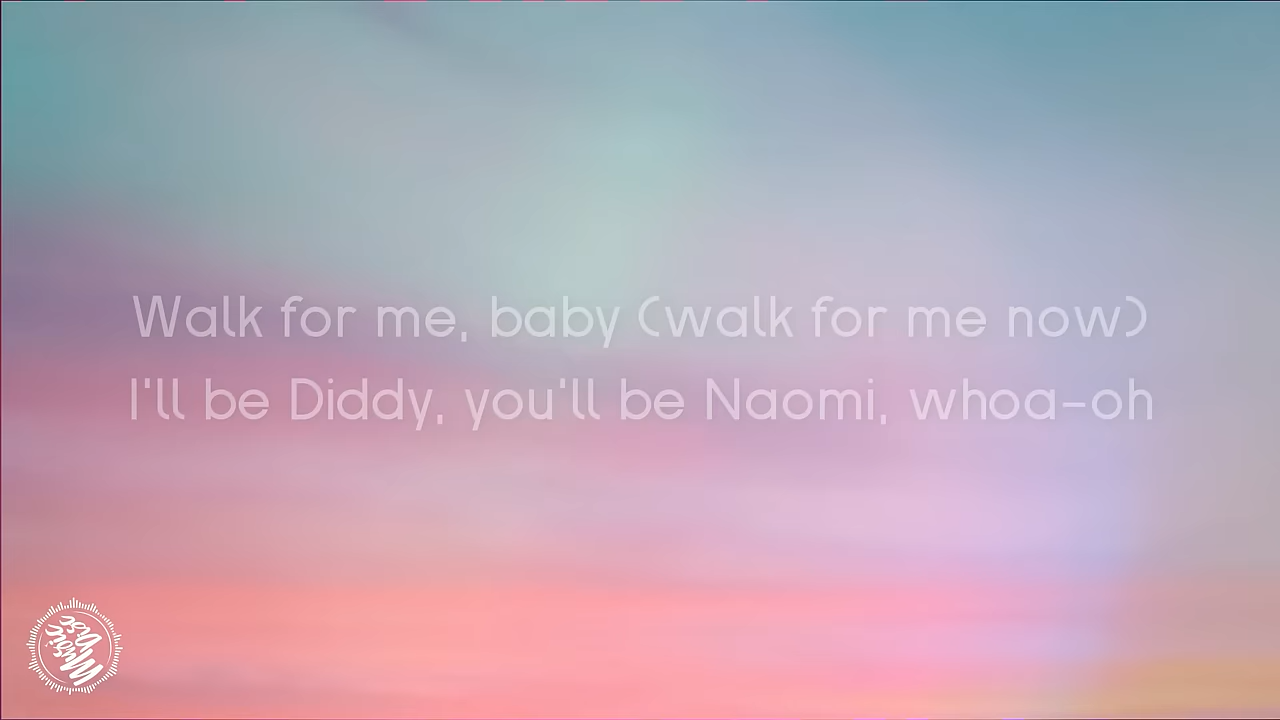 Walk for me, baby (walk for me now)
I'll be Diddy, you'll be Naomi, whoa-oh